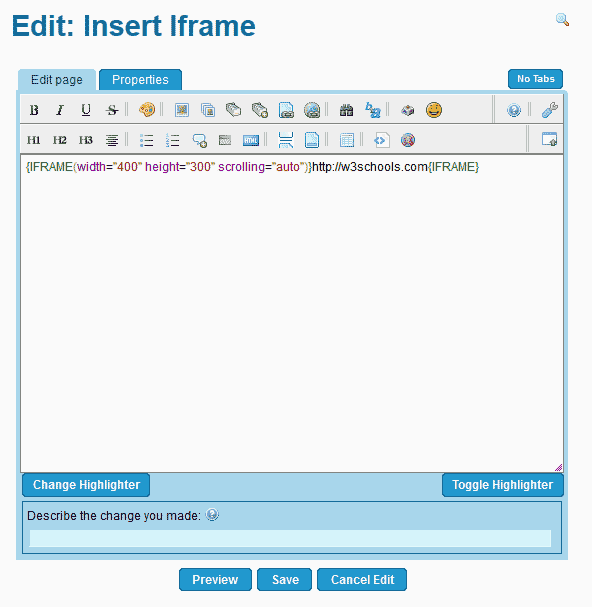 Edit: Insert Iframe
Edit page Properties No Tabs
B I U S
H1 H2 H3 HTML
{IFRAME(width="400" height="300" scrolling="auto")}http://w3schools.com{IFRAME}
Change Highlighter Toggle Highlighter
Describe the change you made:
Preview Save Cancel Edit